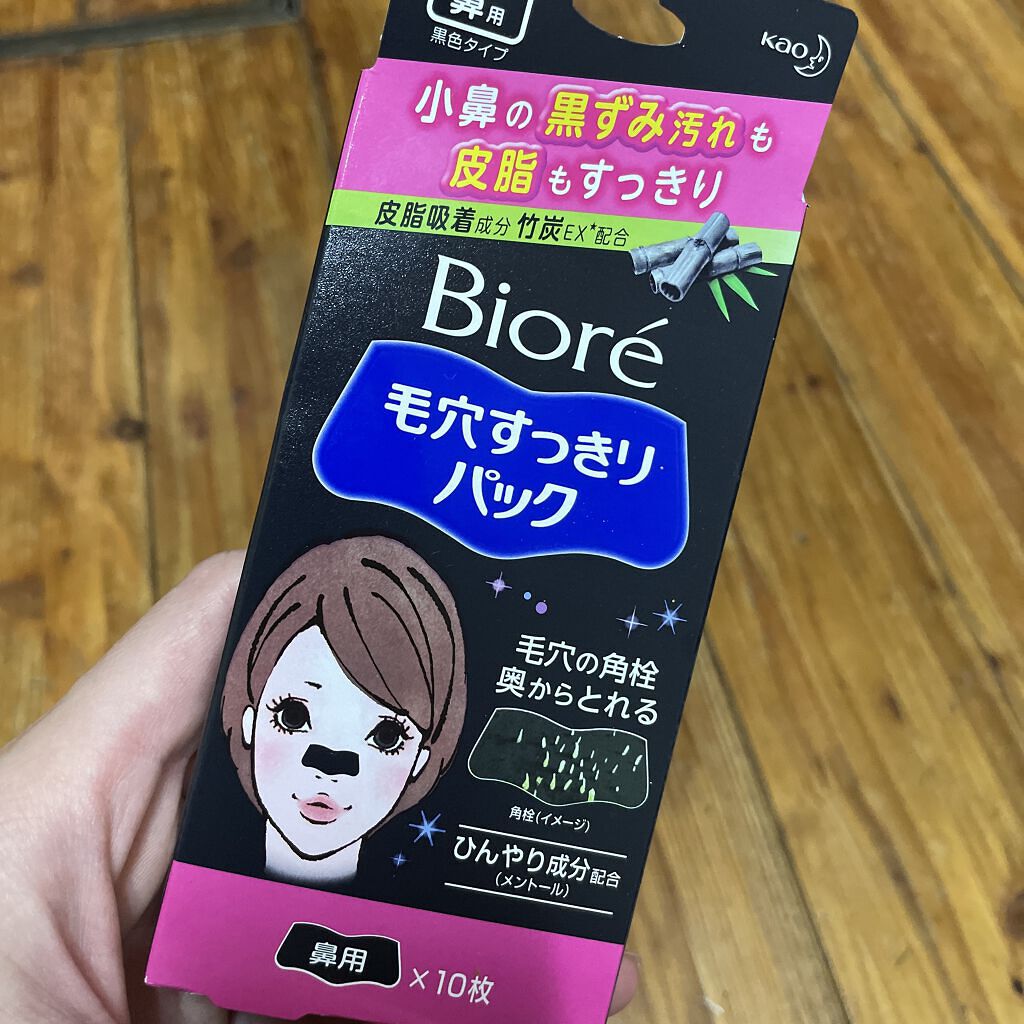 鼻用
黒色タイプ
Kao
小鼻の黒ずみ汚れも
皮脂もすっきり
皮脂吸着成分 竹炭EX*配合
Bioré
毛穴すっきり
パック
毛穴の角栓
奥からとれる
角栓(イメージ)
ひんやり成分配合
(メントール)
鼻用 ×10枚